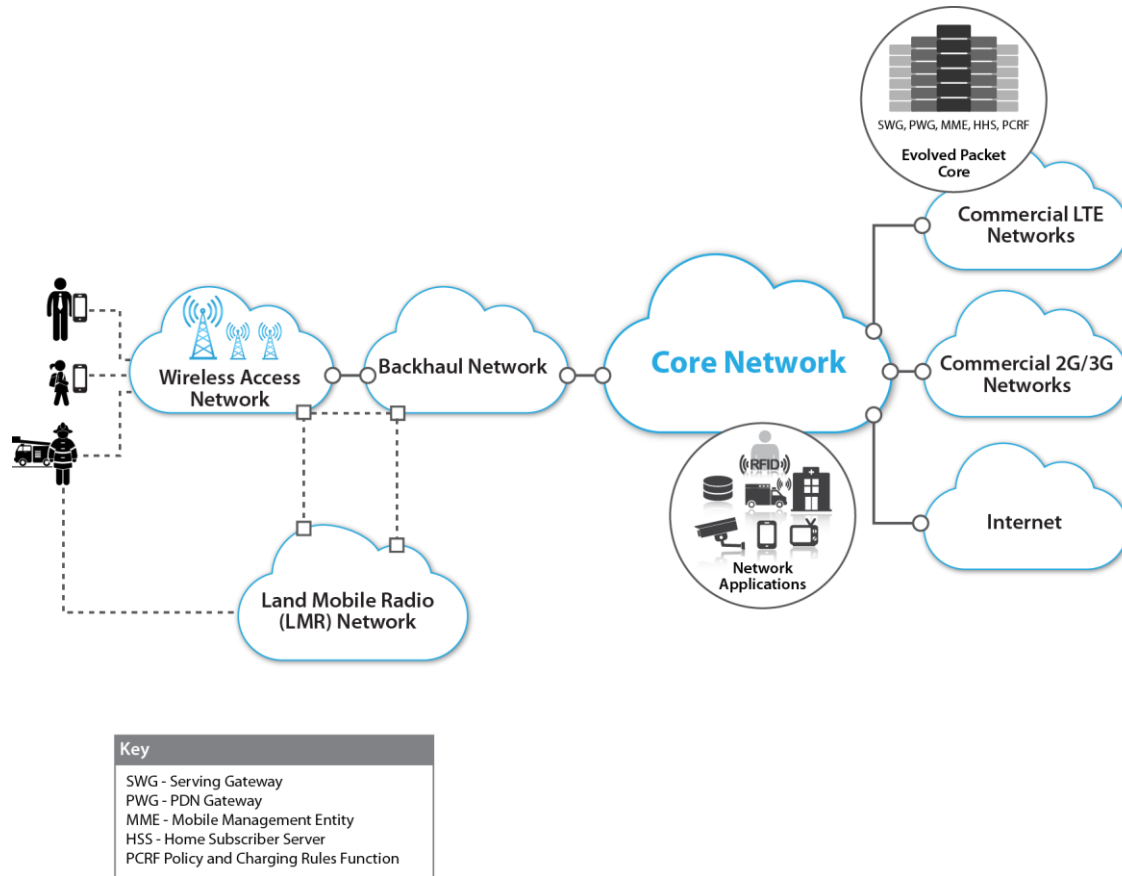 SWG, PWG, MME, HHS, PCRF
Evolved Packet
Core
Commercial LTE
Networks
Wireless Access
Network
Backhaul Network
Core Network
Commercial 2G/3G
Networks
RFID
Network
Applications
Internet
Land Mobile Radio
(LMR) Network
Key
SWG - Serving Gateway
PWG - PDN Gateway
MME - Mobile Management Entity
HSS - Home Subscriber Server
PCRF Policy and Charging Rules Function